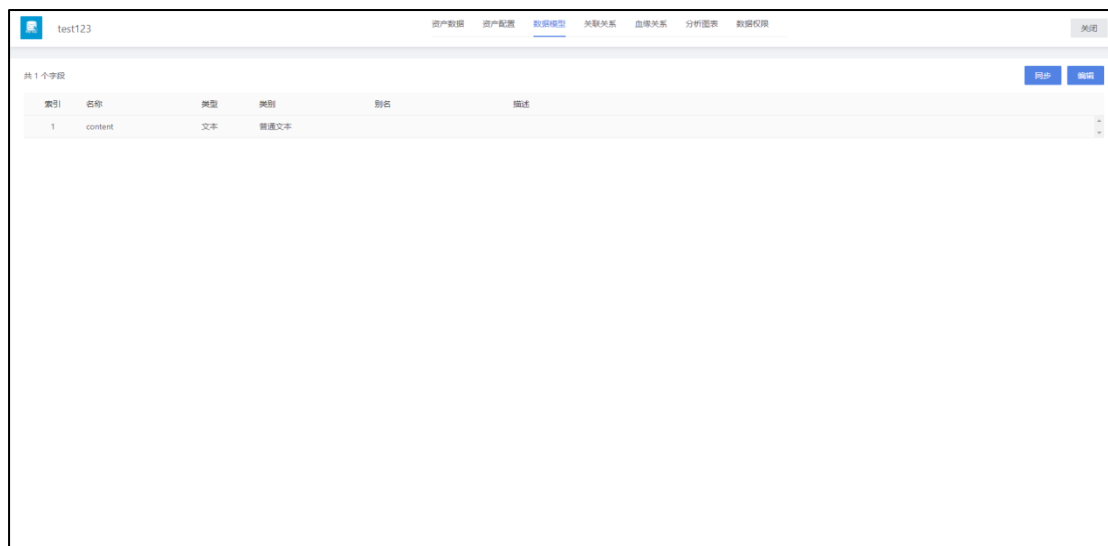 test123 资产数据 资产配置 数据模型 关联关系 血缘关系 分析图表 数据权限 关闭
共 1 个字段 同步 编辑
索引 名称 类型 类别 别名 描述
1 content 文本 普通文本